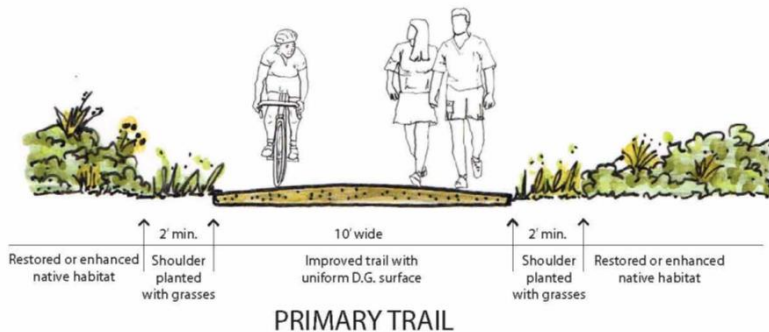 2' min.
10' wide
2' min.
Restored or enhanced
native habitat
Shoulder
planted
with grasses
Improved trail with
uniform D.G. surface
Shoulder
planted
with grasses
Restored or enhanced
native habitat
PRIMARY TRAIL